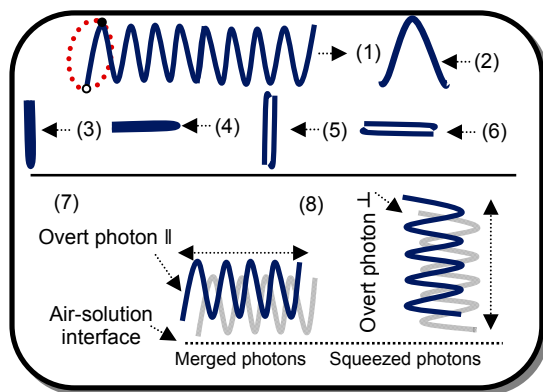 (1)
(2)
(3)
(4)
(5)
(6)
(7)
(8)
Overt photon ∥
Overt photon ⊥
Air-solution
interface
Merged photons
Squeezed photons